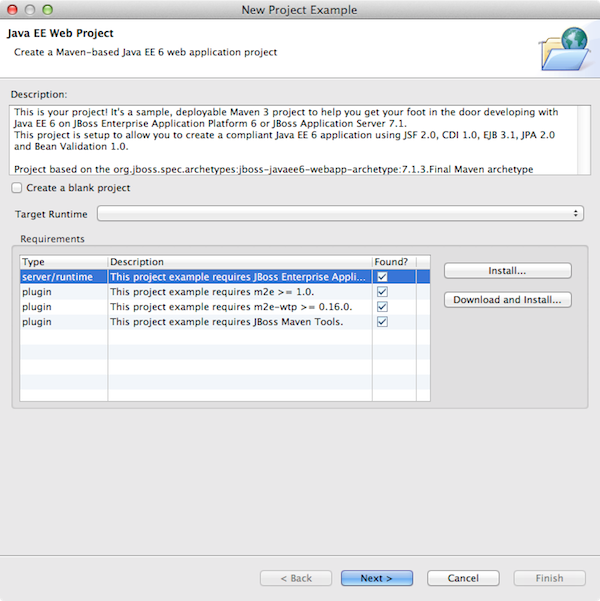 New Project Example
Java EE Web Project
Create a Maven-based Java EE 6 web application project
Description:
This is your project! It's a sample, deployable Maven 3 project to help you get your foot in the door developing with
Java EE 6 on JBoss Enterprise Application Platform 6 or JBoss Application Server 7.1.
This project is setup to allow you to create a compliant Java EE 6 application using JSF 2.0, CDI 1.0, EJB 3.1, JPA 2.0
and Bean Validation 1.0.
Project based on the org.jboss.spec.archetypes:jboss-javaee6-webapp-archetype:7.1.3.Final Maven archetype
Create a blank project
Target Runtime
Requirements
Type Description Found?
server/runtime This project example requires JBoss Enterprise Appli...
plugin This project example requires m2e >= 1.0.
plugin This project example requires m2e-wtp >= 0.16.0.
plugin This project example requires JBoss Maven Tools.
Install...
Download and Install...
< Back Next > Cancel Finish